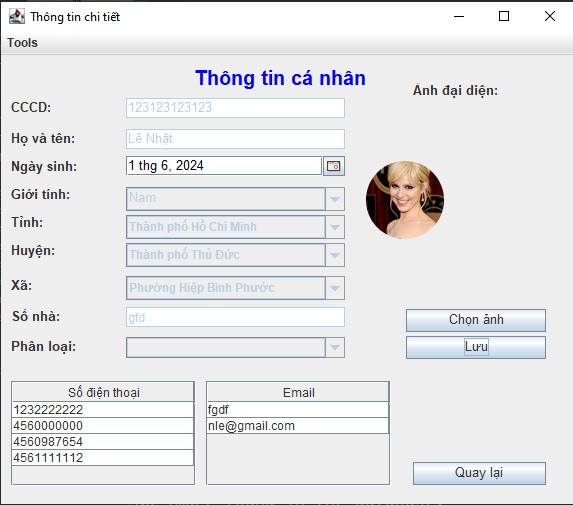 Thông tin chi tiết
Tools
Thông tin cá nhân
Ảnh đại diện:
CCCD: 123123123123
Họ và tên: Lê Nhật
Ngày sinh: 1 thg 6, 2024
Giới tính: Nam
Tỉnh: Thành phố Hồ Chí Minh
Huyện: Thành phố Thủ Đức
Xã: Phường Hiệp Bình Phước
Số nhà: gfd
Chọn ảnh
Phân loại:
Lưu
Số điện thoại Email
1232222222 fgdf
4560000000 nle@gmail.com
4560987654
4561111112
Quay lại